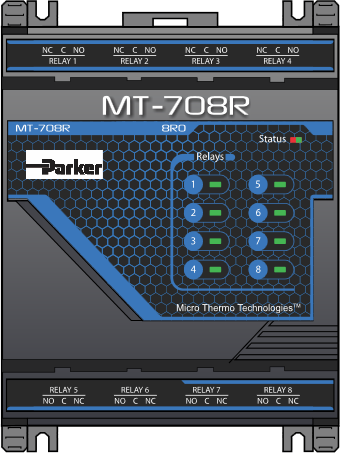 NC C NO NC C NO NC C NO NC C NO
RELAY 1 RELAY 2 RELAY 3 RELAY 4
MT-708R
MT-708R 8RO
Status
Parker
Relays
1 5
2 6
3 7
4 8
Micro Thermo Technologies™
RELAY 5 RELAY 6 RELAY 7 RELAY 8
NO C NC NO C NC NO C NC NO C NC